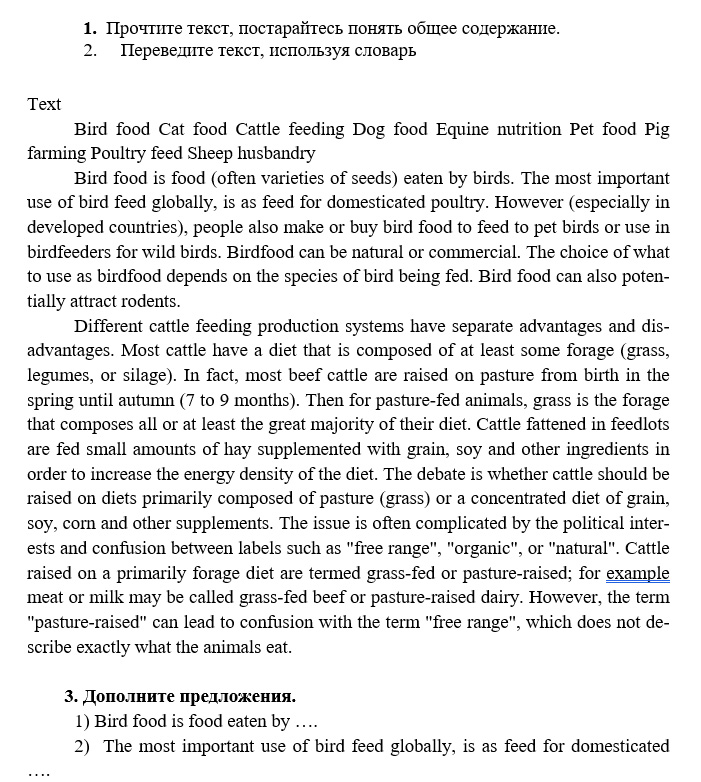 1. Прочтите текст, постарайтесь понять общее содержание.
2. Переведите текст, используя словарь
Text
Bird food Cat food Cattle feeding Dog food Equine nutrition Pet food Pig
farming Poultry feed Sheep husbandry
Bird food is food (often varieties of seeds) eaten by birds. The most important
use of bird feed globally, is as feed for domesticated poultry. However (especially in
developed countries), people also make or buy bird food to feed to pet birds or use in
birdfeeders for wild birds. Birdfood can be natural or commercial. The choice of what
to use as birdfood depends on the species of bird being fed. Bird food can also poten-
tially attract rodents.
Different cattle feeding production systems have separate advantages and dis-
advantages. Most cattle have a diet that is composed of at least some forage (grass,
legumes, or silage). In fact, most beef cattle are raised on pasture from birth in the
spring until autumn (7 to 9 months). Then for pasture-fed animals, grass is the forage
that composes all or at least the great majority of their diet. Cattle fattened in feedlots
are fed small amounts of hay supplemented with grain, soy and other ingredients in
order to increase the energy density of the diet. The debate is whether cattle should be
raised on diets primarily composed of pasture (grass) or a concentrated diet of grain,
soy, corn and other supplements. The issue is often complicated by the political inter-
ests and confusion between labels such as "free range", "organic", or "natural". Cattle
raised on a primarily forage diet are termed grass-fed or pasture-raised; for example
meat or milk may be called grass-fed beef or pasture-raised dairy. However, the term
"pasture-raised" can lead to confusion with the term "free range", which does not de-
scribe exactly what the animals eat.
3. Дополните предложения.
1) Bird food is food eaten by ….
2) The most important use of bird feed globally, is as feed for domesticated
….